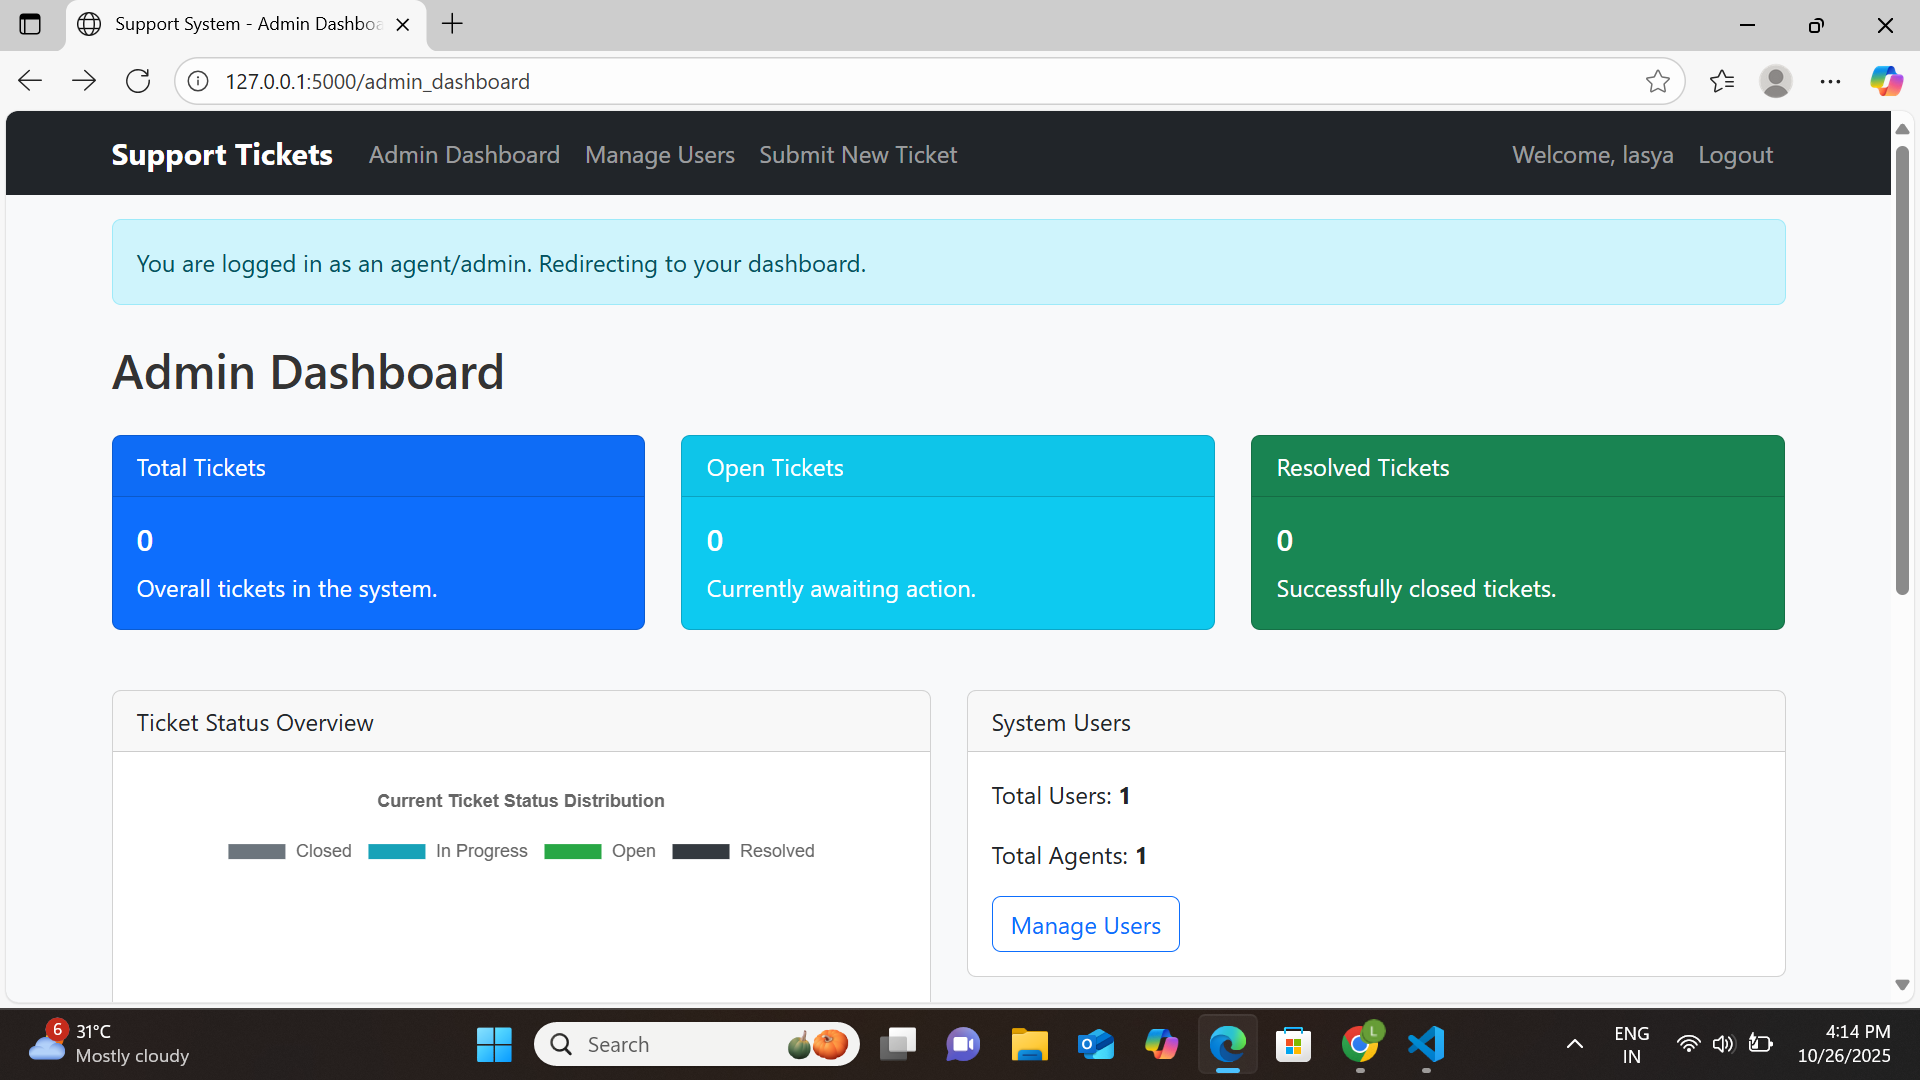 Support System - Admin Dashboa
127.0.0.1:5000/admin_dashboard
Support Tickets Admin Dashboard Manage Users Submit New Ticket Welcome, lasya Logout
You are logged in as an agent/admin. Redirecting to your dashboard.
Admin Dashboard
Total Tickets
0
Overall tickets in the system.
Open Tickets
0
Currently awaiting action.
Resolved Tickets
0
Successfully closed tickets.
Ticket Status Overview
Current Ticket Status Distribution
Closed In Progress Open Resolved
System Users
Total Users: 1
Total Agents: 1
Manage Users
6
31°C
Mostly cloudy
Search
L
ENG
IN
4:14 PM
10/26/2025